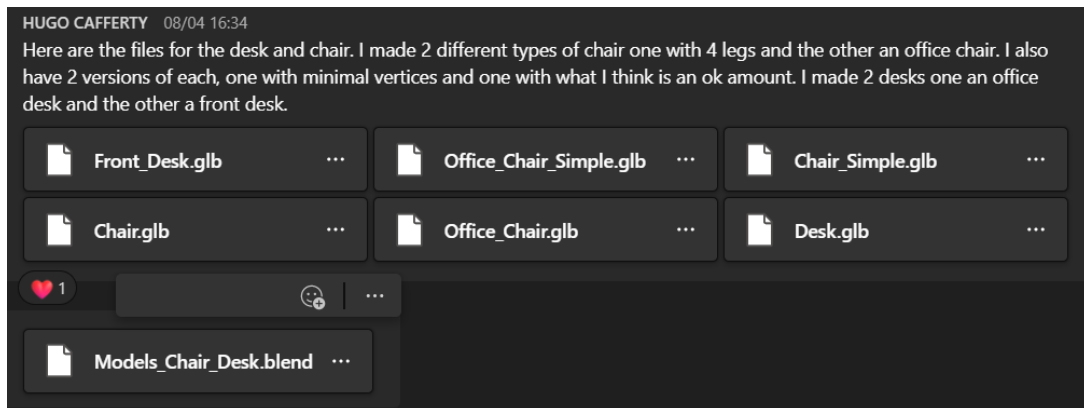 HUGO CAFFERTY 08/04 16:34
Here are the files for the desk and chair. I made 2 different types of chair one with 4 legs and the other an office chair. I also
have 2 versions of each, one with minimal vertices and one with what I think is an ok amount. I made 2 desks one an office
desk and the other a front desk.
Front_Desk.glb ... Office_Chair_Simple.glb ... Chair_Simple.glb ...
Chair.glb ... Office_Chair.glb ... Desk.glb ...
1 ...
Models_Chair_Desk.blend ...